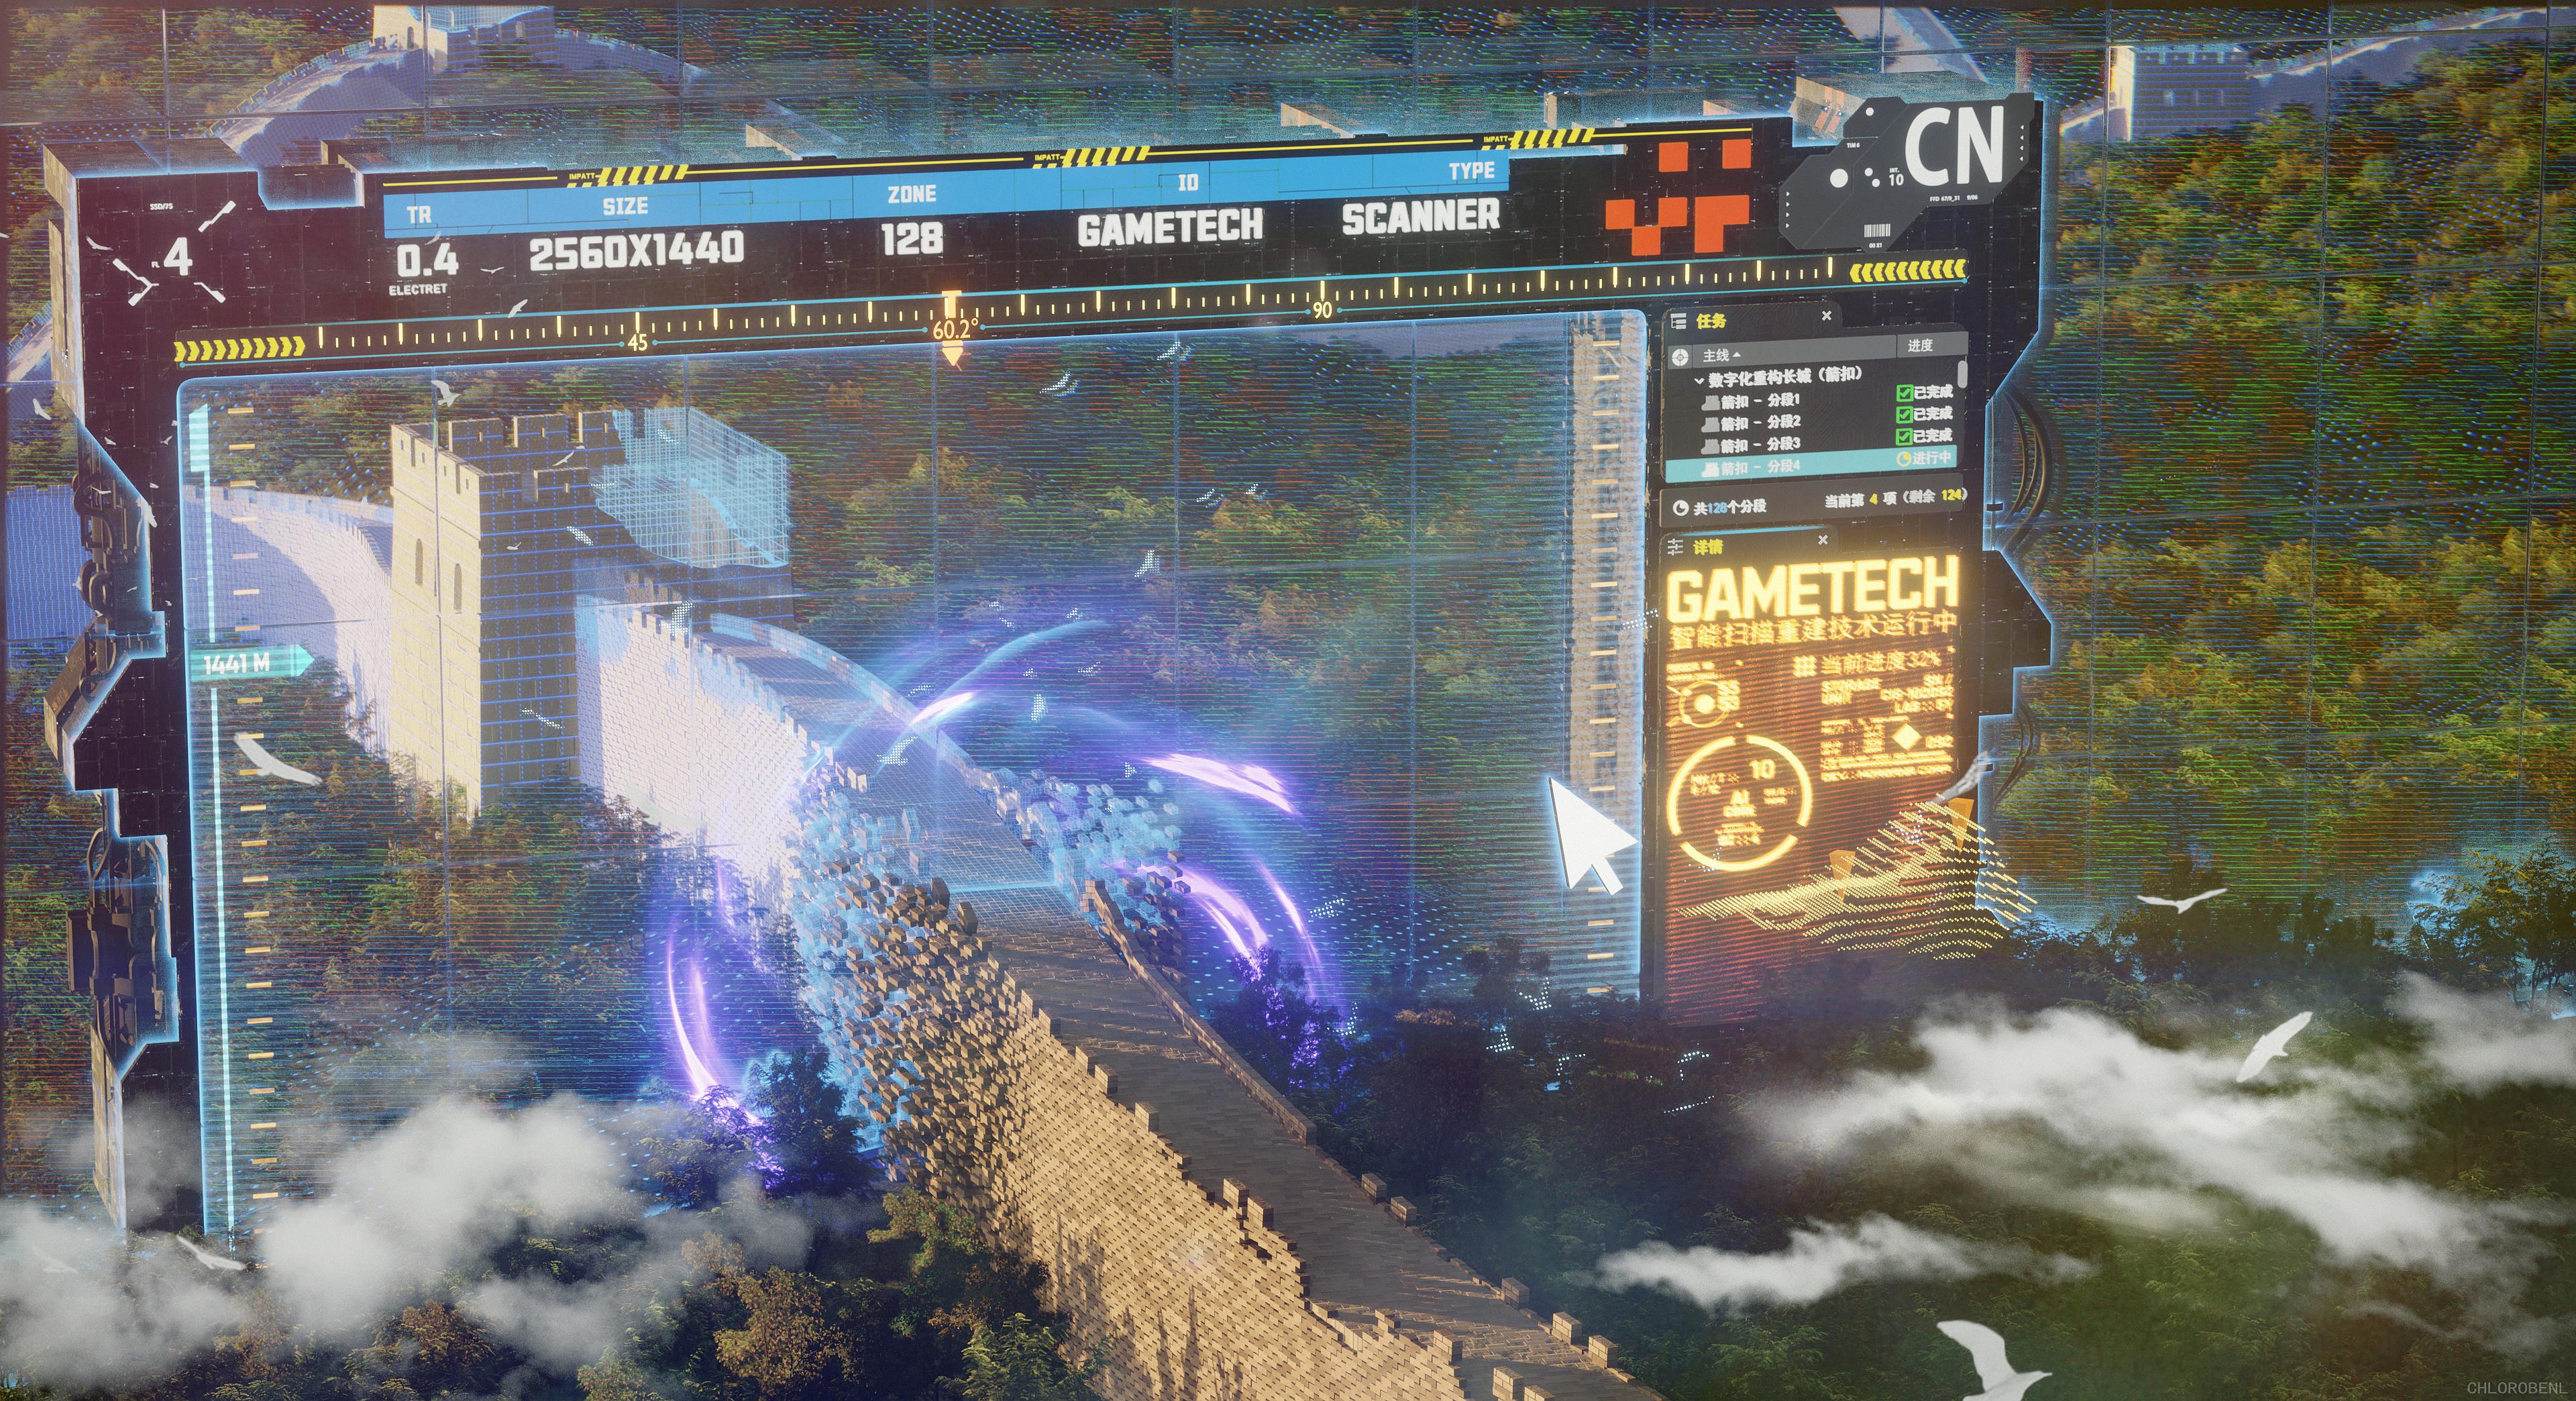 CN
IMPATT
IMPATT
IMPATT
TR SIZE ZONE ID TYPE
0.4 2560X1440 128 GAMETECH SCANNER
ELECTRET
4
INT.
10
45 60.2° 90
任务
主线 进度
数字化重构长城（箭扣）
箭扣 - 分段1 已完成
箭扣 - 分段2 已完成
箭扣 - 分段3 已完成
箭扣 - 分段4 进行中
共128个分段 当前第 4 项（剩余 124）
详情
GAMETECH
智能扫描重建技术运行中
当前进度32%
10
AI
1441 M
CHLOROBENL